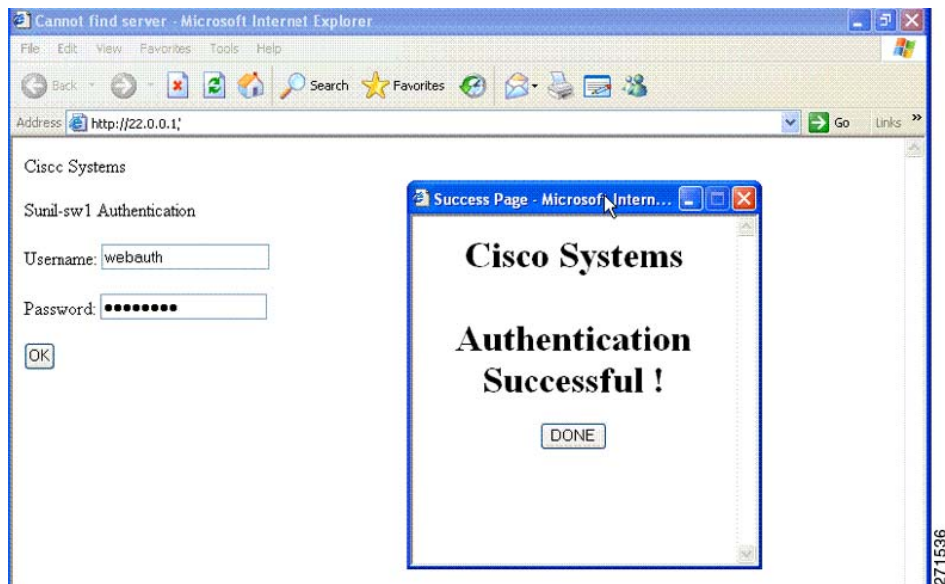 Cannot find server - Microsoft Internet Explorer
File Edit View Favorites Tools Help
Back Search Favorites
Address http://22.0.0.1,' Go Links »
Ciscc Systems
Sunil-sw1 Authentication
Username: webauth
Password: ●●●●●●●●
OK
Success Page - Microsoft Intern...
Cisco Systems
Authentication
Successful !
DONE
271536